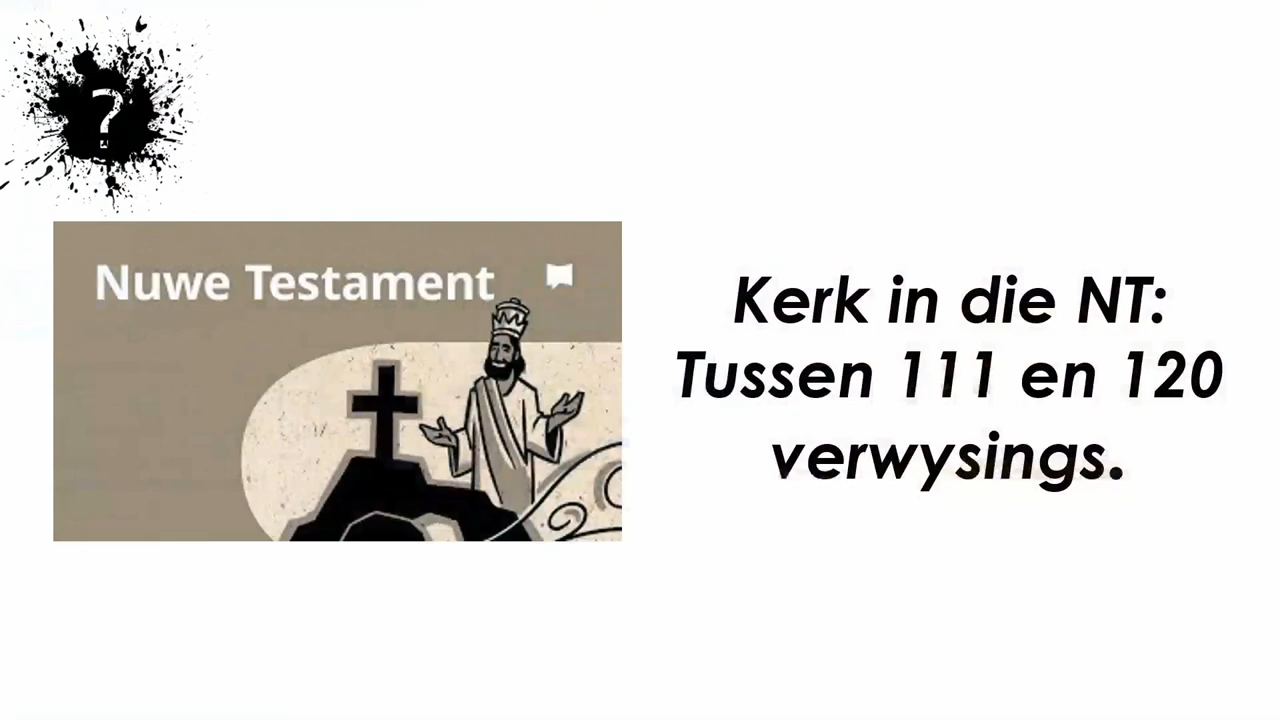 ?
Nuwe Testament
Kerk in die NT:
Tussen 111 en 120
verwysings.